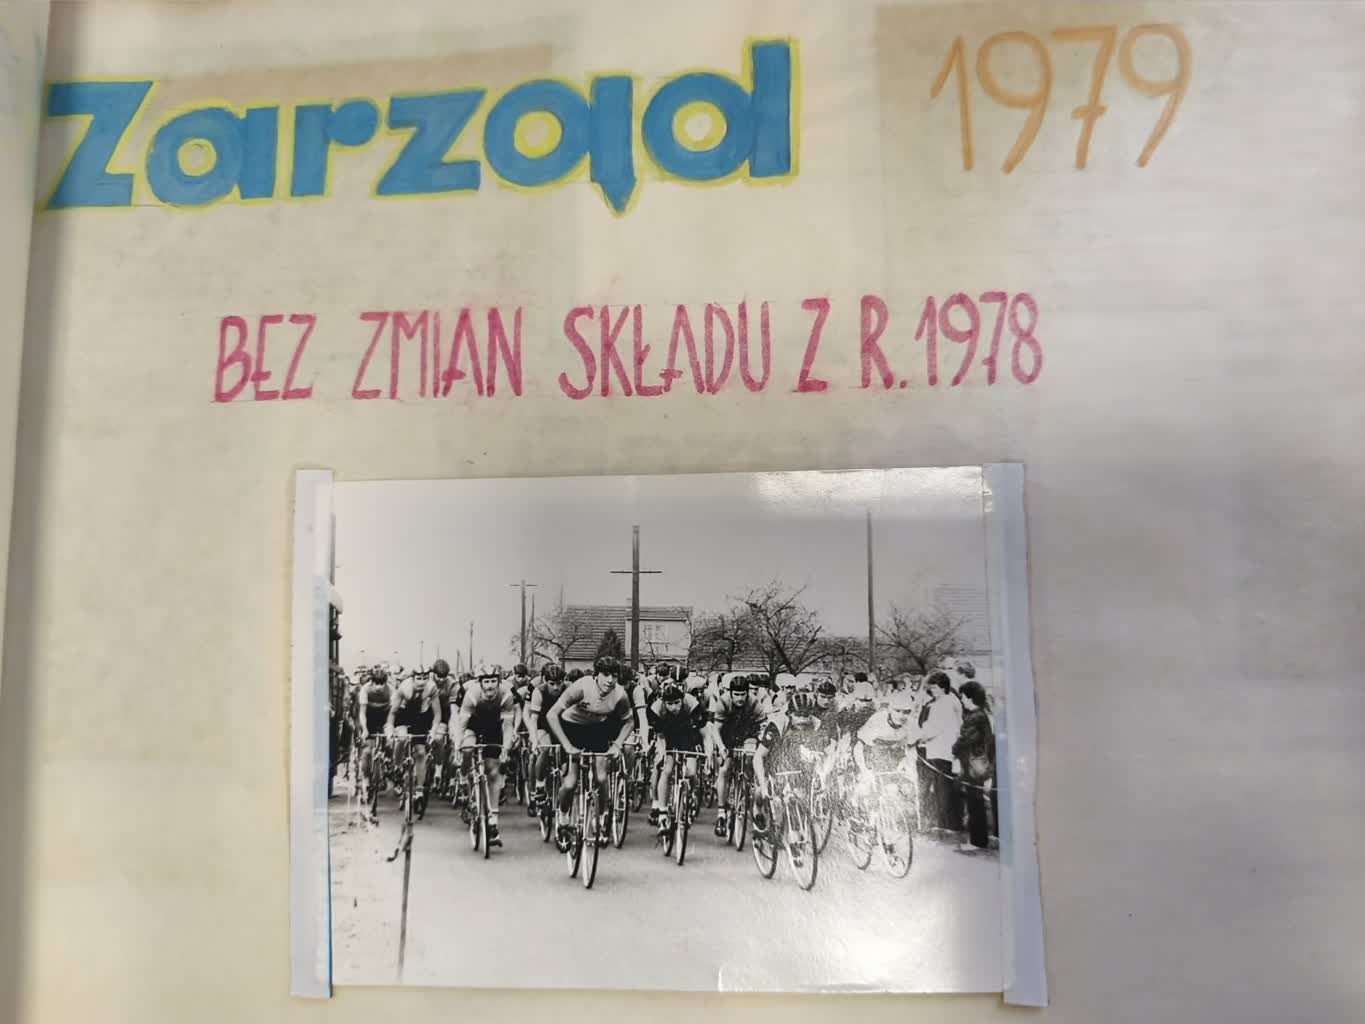 Zarząd 1979
BEZ ZMIAN SKŁADU Z R. 1978